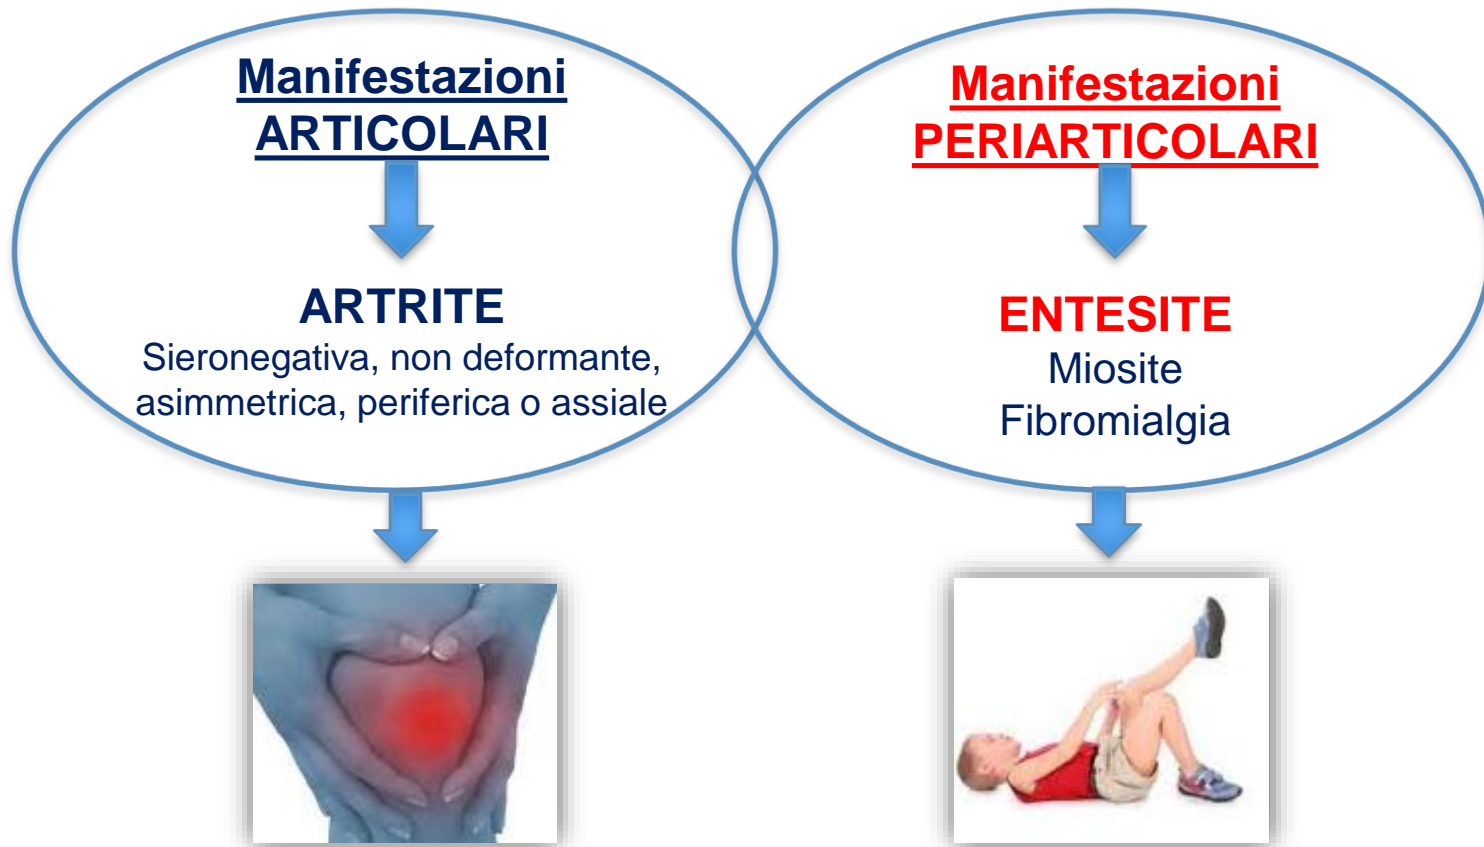 Manifestazioni
ARTICOLARI
ARTRITE
Sieronegativa, non deformante,
asimmetrica, periferica o assiale
Manifestazioni
PERIARTICOLARI
ENTESITE
Miosite
Fibromialgia